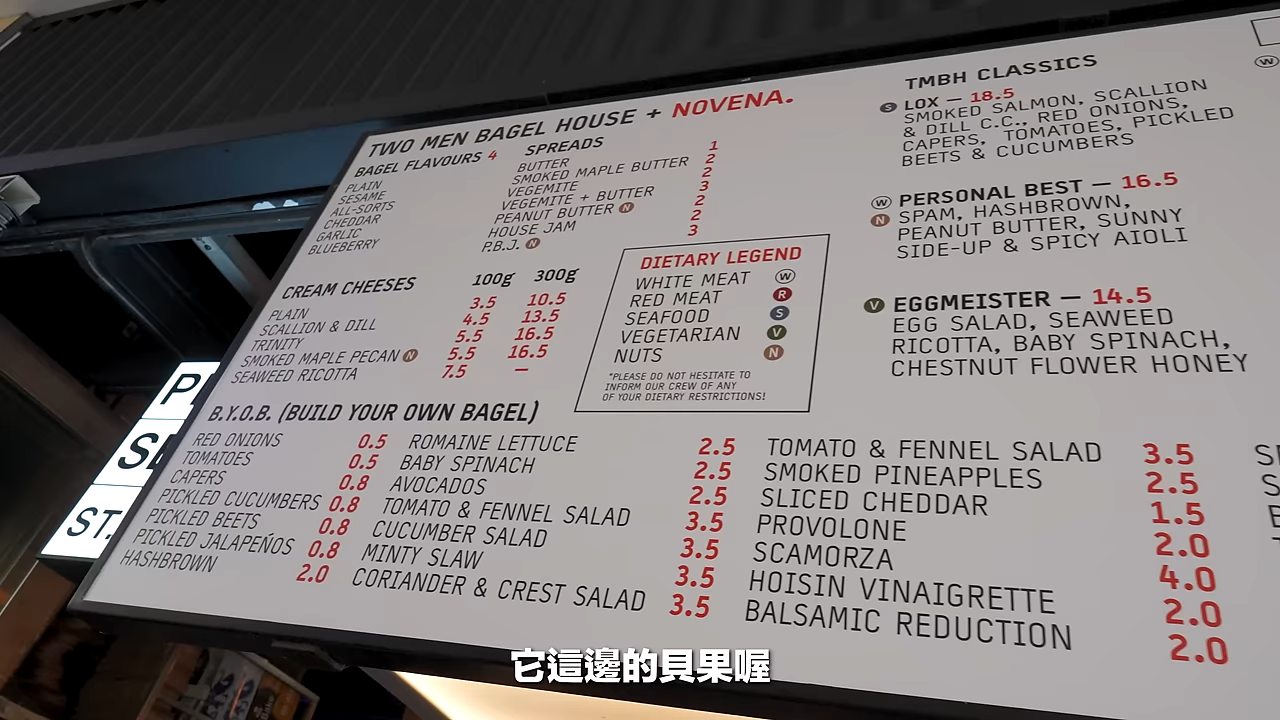 TWO MEN BAGEL HOUSE + NOVENA.
BAGEL FLAVOURS 4
PLAIN
SESAME
ALL-SORTS
CHEDDAR
GARLIC
BLUEBERRY
SPREADS
BUTTER 1
SMOKED MAPLE BUTTER 2
VEGEMITE 2
VEGEMITE + BUTTER 3
PEANUT BUTTER N 2
HOUSE JAM 2
P.B.J. N 3
CREAM CHEESES 100g 300g
PLAIN 3.5 10.5
SCALLION & DILL 4.5 13.5
TRINITY 5.5 16.5
SMOKED MAPLE PECAN N 5.5 16.5
SEAWEED RICOTTA 7.5 —
DIETARY LEGEND
WHITE MEAT W
RED MEAT R
SEAFOOD S
VEGETARIAN V
NUTS N
*PLEASE DO NOT HESITATE TO
INFORM OUR CREW OF ANY
OF YOUR DIETARY RESTRICTIONS!
TMBH CLASSICS
S LOX — 18.5
SMOKED SALMON, SCALLION
& DILL C.C., RED ONIONS,
CAPERS, TOMATOES, PICKLED
BEETS & CUCUMBERS
W PERSONAL BEST — 16.5
N SPAM, HASHBROWN,
PEANUT BUTTER, SUNNY
SIDE-UP & SPICY AIOLI
V EGGMEISTER — 14.5
EGG SALAD, SEAWEED
RICOTTA, BABY SPINACH,
CHESTNUT FLOWER HONEY
W
B.Y.O.B. (BUILD YOUR OWN BAGEL)
RED ONIONS 0.5
TOMATOES 0.5
CAPERS 0.8
PICKLED CUCUMBERS 0.8
PICKLED BEETS 0.8
PICKLED JALAPEÑOS 0.8
HASHBROWN 2.0
ROMAINE LETTUCE 2.5
BABY SPINACH 2.5
AVOCADOS 2.5
TOMATO & FENNEL SALAD 3.5
CUCUMBER SALAD 3.5
MINTY SLAW 3.5
CORIANDER & CREST SALAD 3.5
TOMATO & FENNEL SALAD 3.5
SMOKED PINEAPPLES 2.5
SLICED CHEDDAR 1.5
PROVOLONE 2.0
SCAMORZA 4.0
HOISIN VINAIGRETTE 2.0
BALSAMIC REDUCTION 2.0
ST.
它這邊的貝果喔